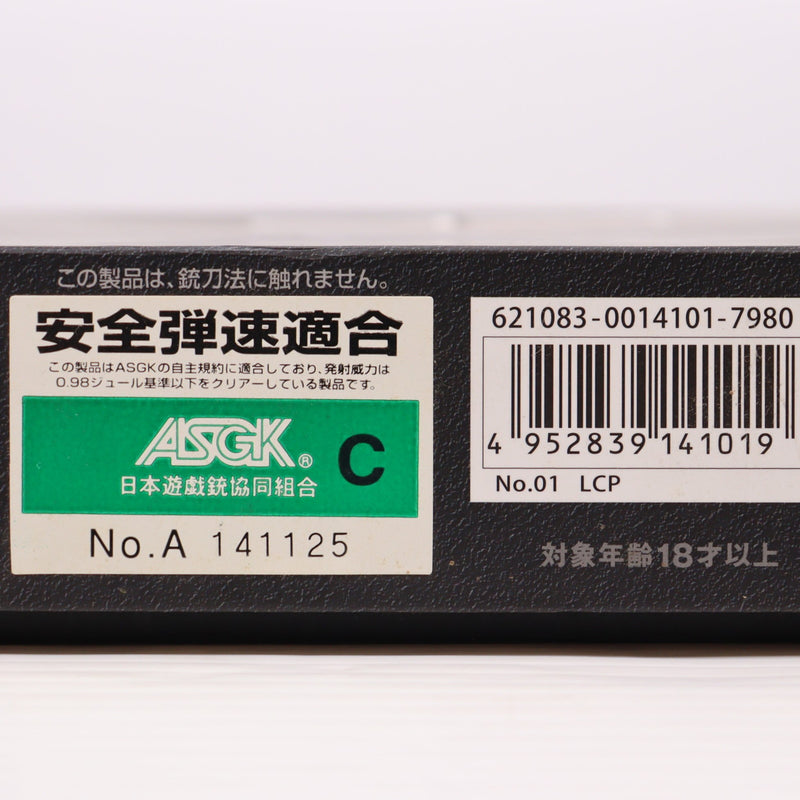 この製品は、銃刀法に触れません。
安全弾速適合
この製品はASGKの自主規約に適合しており、発射威力は
0.98ジュール基準以下をクリアーしている製品です。
ASGK® C
日本遊戯銃協同組合
No.A 141125
621083-0014101-7980
4 952839 141019
No.01 LCP
対象年齢18才以上